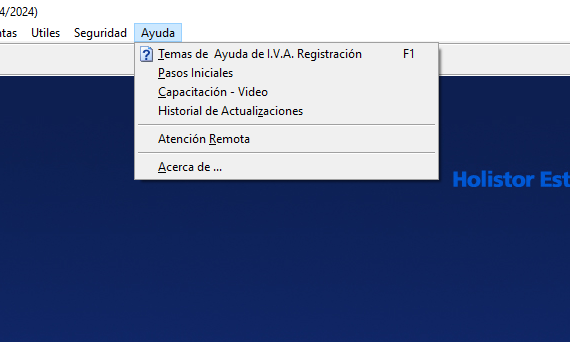 4/2024)
tas Utiles Seguridad Ayuda
Temas de Ayuda de I.V.A. Registración F1
Pasos Iniciales
Capacitación - Video
Historial de Actualizaciones
Atención Remota
Acerca de ...
Holistor Est